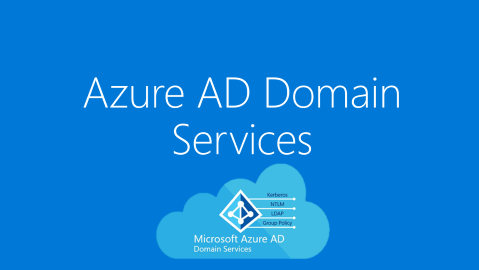 Azure AD Domain
Services
Kerberos
NTLM
LDAP
Group Policy
Microsoft Azure AD
Domain Services